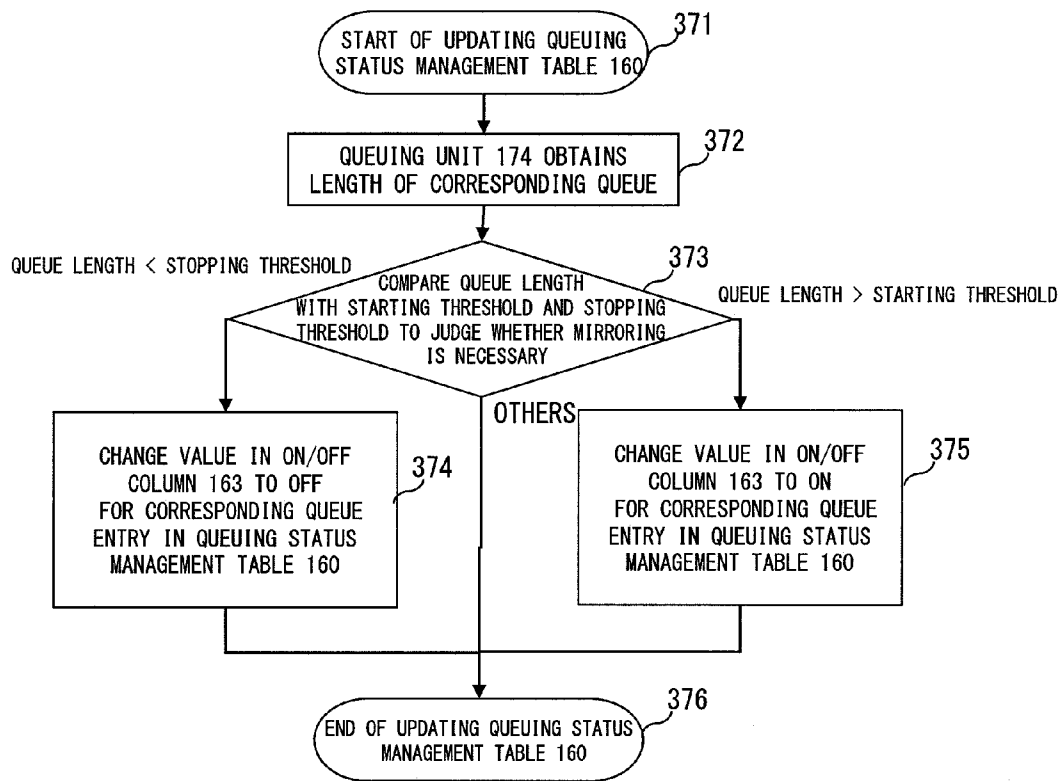 START OF UPDATING QUEUING
STATUS MANAGEMENT TABLE 160
371
QUEUING UNIT 174 OBTAINS
LENGTH OF CORRESPONDING QUEUE
372
QUEUE LENGTH < STOPPING THRESHOLD
373
COMPARE QUEUE LENGTH
WITH STARTING THRESHOLD AND STOPPING
THRESHOLD TO JUDGE WHETHER MIRRORING
IS NECESSARY
QUEUE LENGTH > STARTING THRESHOLD
OTHERS
CHANGE VALUE IN ON/OFF
COLUMN 163 TO OFF
FOR CORRESPONDING QUEUE
ENTRY IN QUEUING STATUS
MANAGEMENT TABLE 160
374
CHANGE VALUE IN ON/OFF
COLUMN 163 TO ON
FOR CORRESPONDING QUEUE
ENTRY IN QUEUING STATUS
MANAGEMENT TABLE 160
375
END OF UPDATING QUEUING STATUS
MANAGEMENT TABLE 160
376